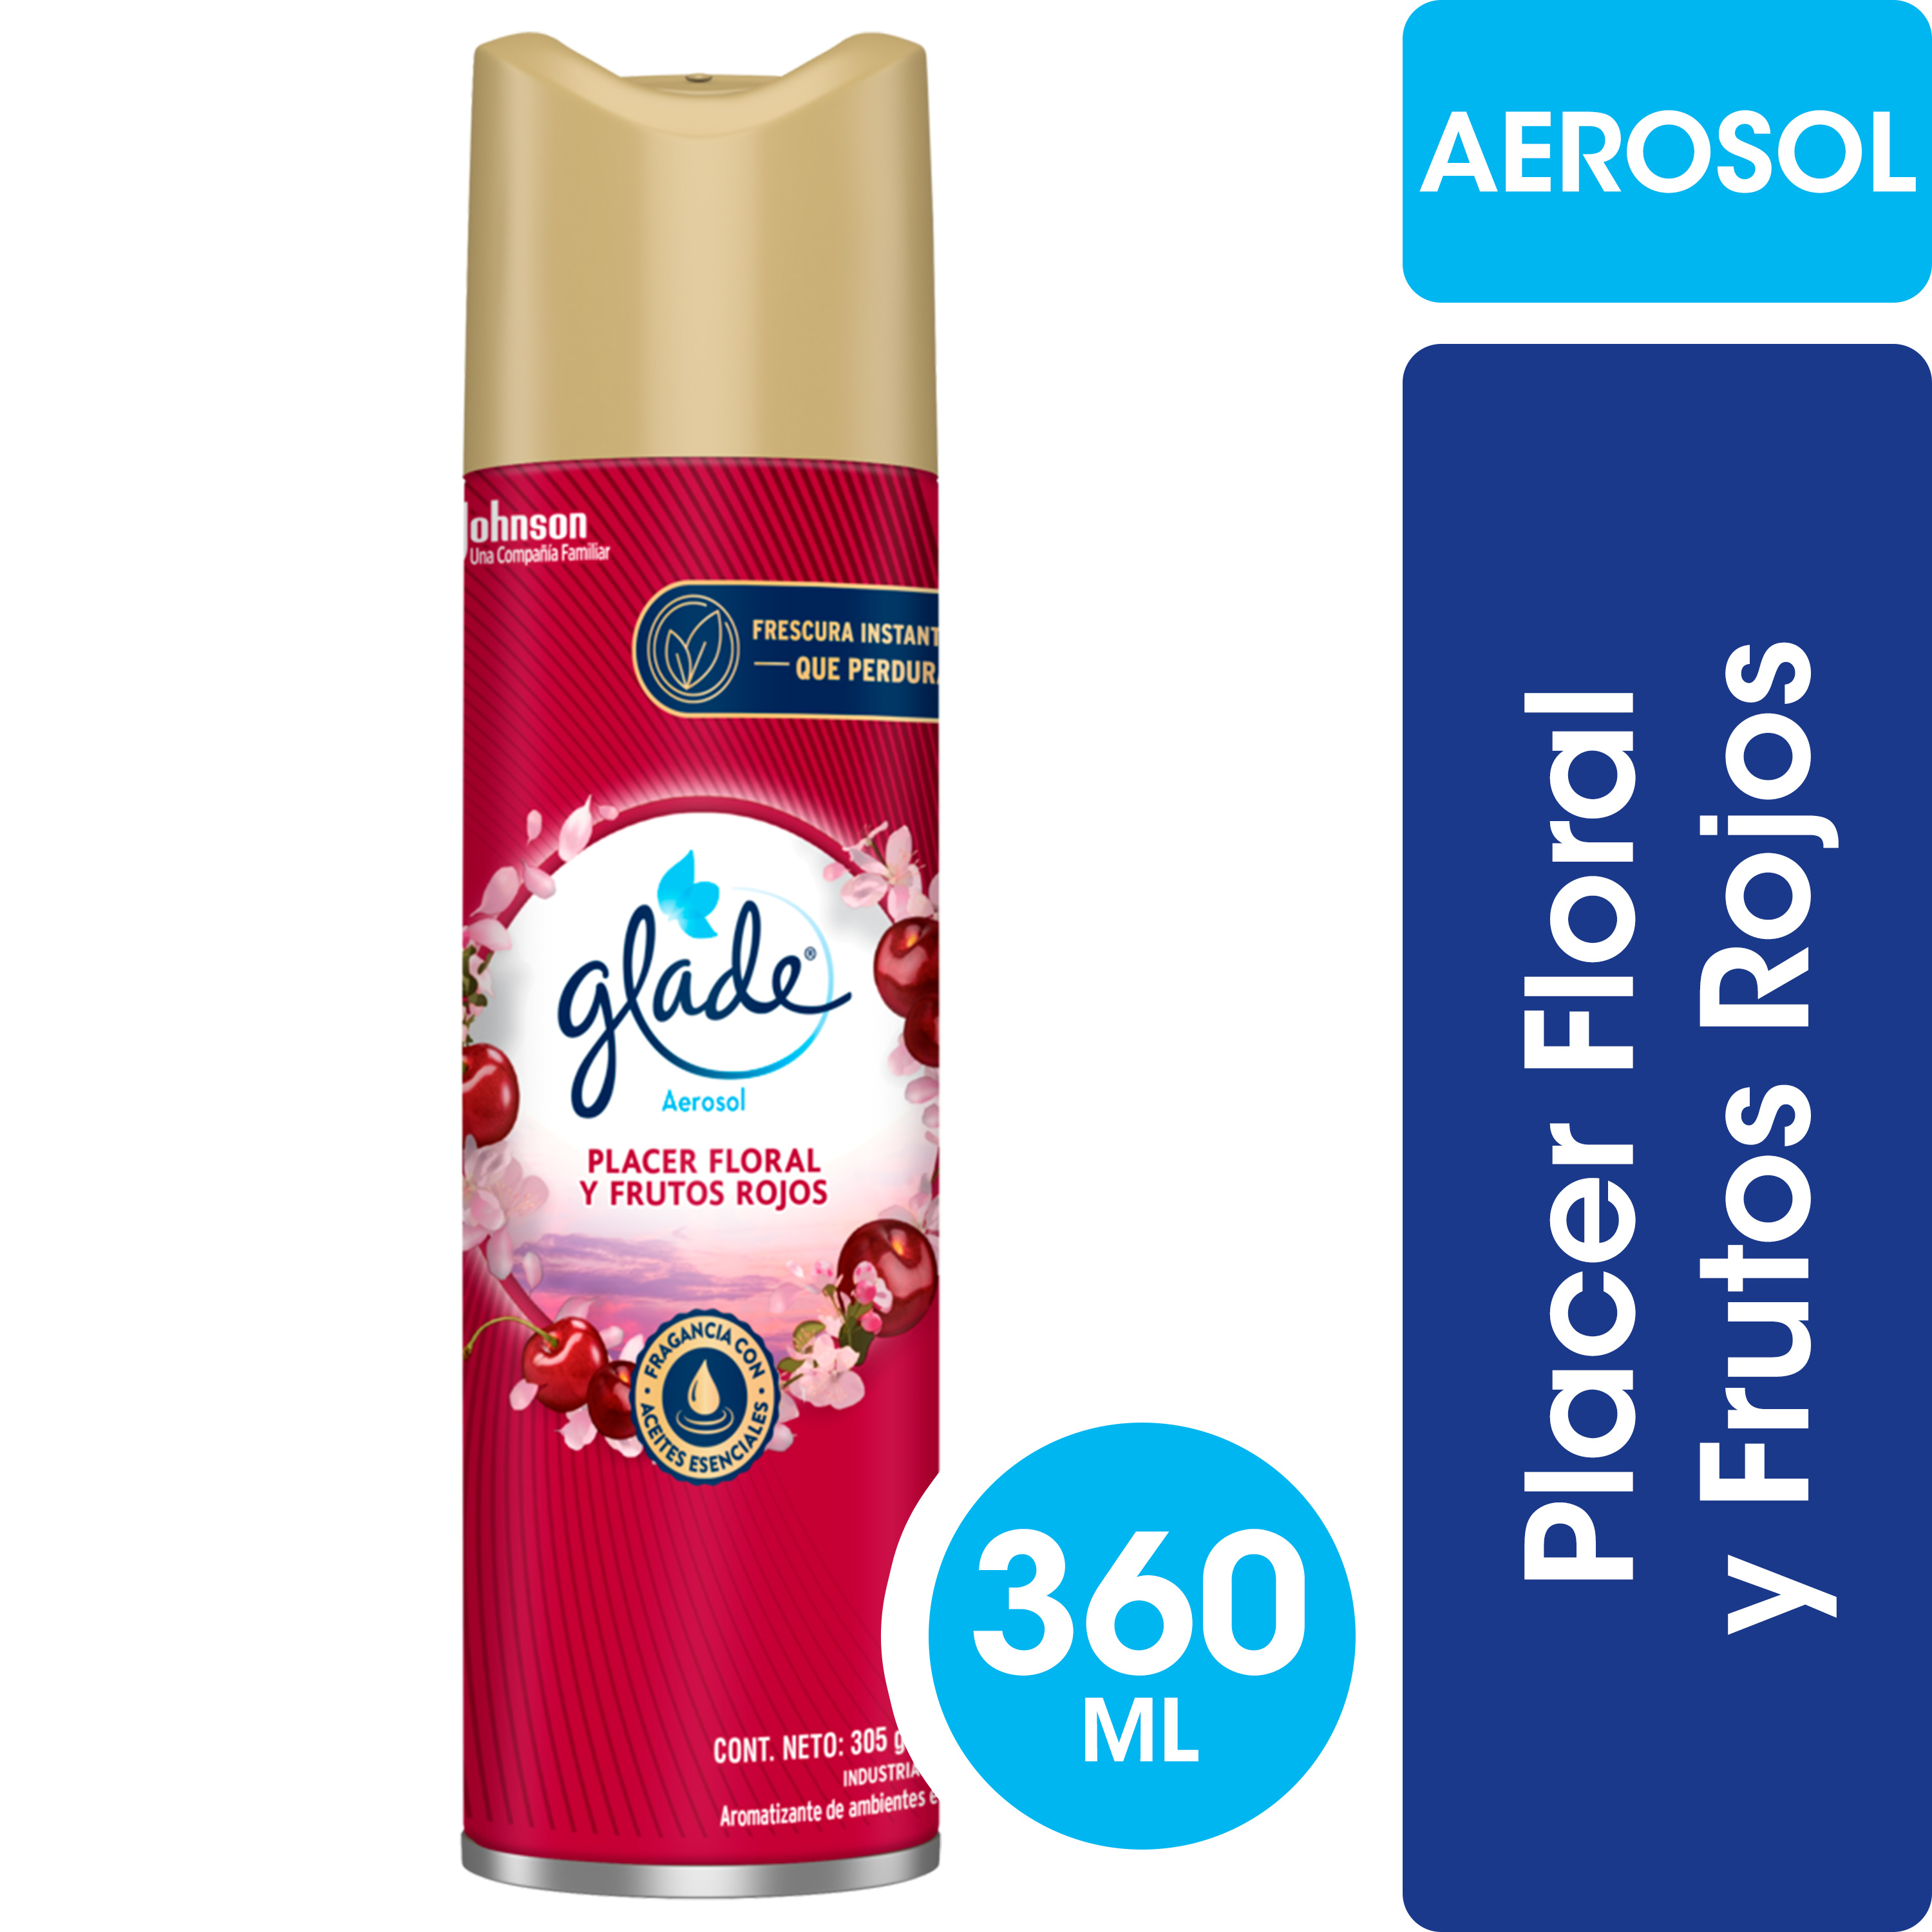 Johnson
Una Compañía Familiar
FRESCURA INSTANT
QUE PERDURA
glade®
Aerosol
PLACER FLORAL
Y FRUTOS ROJOS
FRAGANCIA CON
ACEITES ESENCIALES
CONT. NETO: 305 g
INDUSTRIA
Aromatizante de ambientes e
360
ML
AEROSOL
Placer Floral
y Frutos Rojos